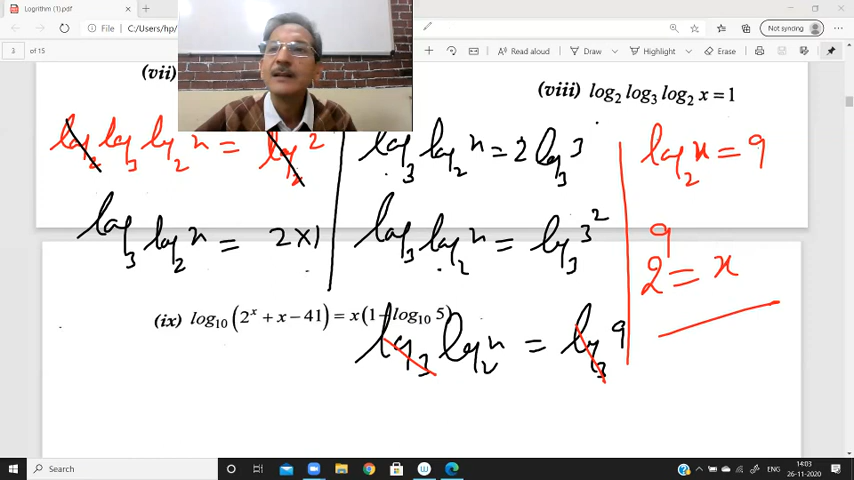 Logrithm (1).pdf
File
C:/Users/hp/
Not syncing
3 of 15
Read aloud
Highlight
Erase
(vii)
(viii) log₂ log₃ log₂ x = 1
log₂ log₃ log₂ x = log₂ 2
log₃ log₂ x = 2 log₃ 3
log₂ x = 9
log₃ log₂ x = 2×1
log₃ log₂ x = log₃ 3²
2⁹ = x
(ix) log₁₀ (2ˣ + x − 41) = x (1 − log₁₀ 5)
log₃ log₂ x = log₃ 9
Search
ENG
14:03
26-11-2020